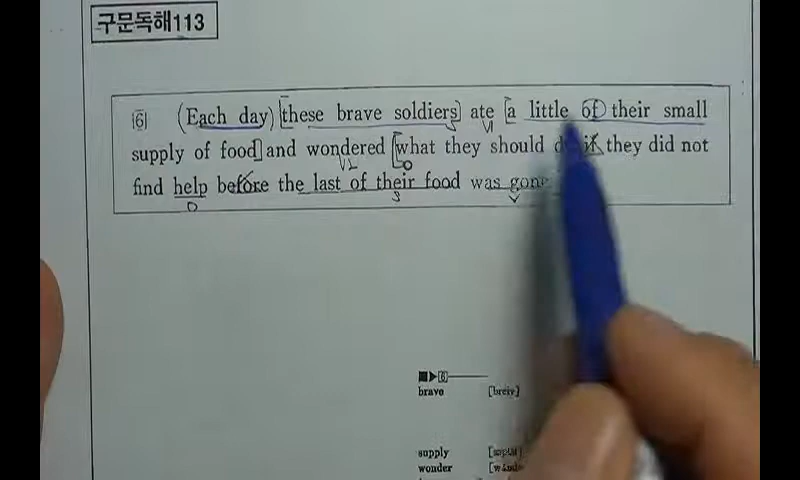 구문독해113
6 (Each day) [these brave soldiers] ate [a little of their small
supply of food] and wondered [what they should if they did not
find help before the last of their food was gone
6
brave [breiv]
supply
wonder